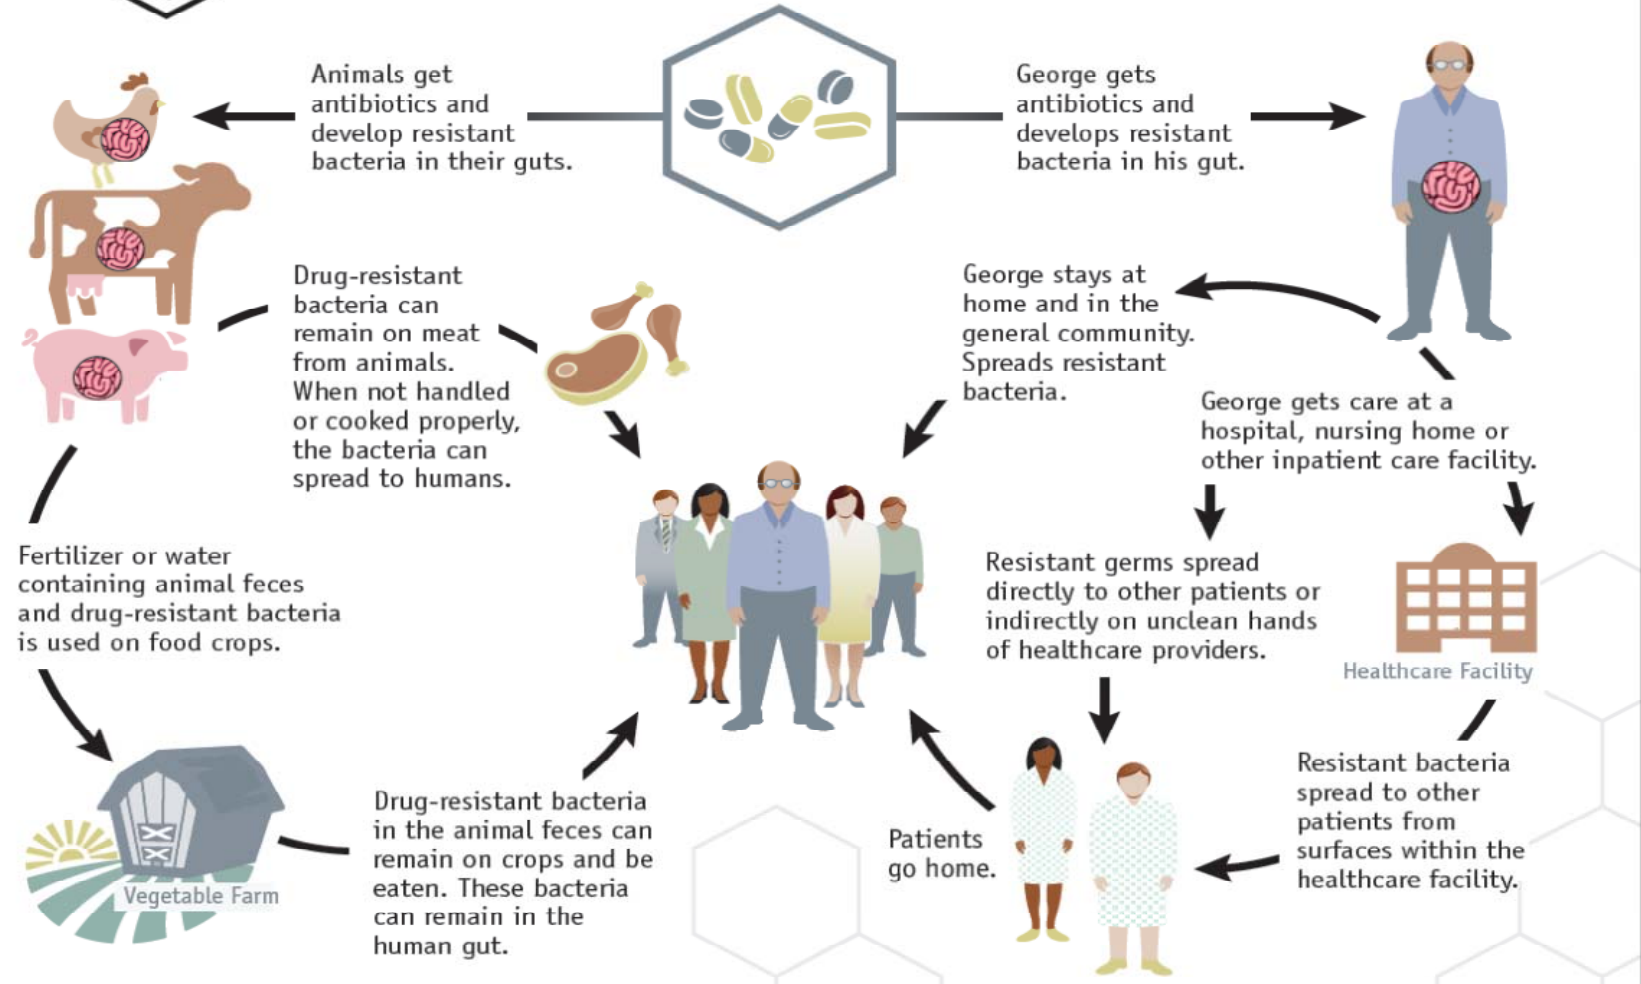 Animals get
antibiotics and
develop resistant
bacteria in their guts.
George gets
antibiotics and
develops resistant
bacteria in his gut.
Drug-resistant
bacteria can
remain on meat
from animals.
When not handled
or cooked properly,
the bacteria can
spread to humans.
George stays at
home and in the
general community.
Spreads resistant
bacteria.
George gets care at a
hospital, nursing home or
other inpatient care facility.
Fertilizer or water
containing animal feces
and drug-resistant bacteria
is used on food crops.
Resistant germs spread
directly to other patients or
indirectly on unclean hands
of healthcare providers.
Healthcare Facility
Vegetable Farm
Drug-resistant bacteria
in the animal feces can
remain on crops and be
eaten. These bacteria
can remain in the
human gut.
Patients
go home.
Resistant bacteria
spread to other
patients from
surfaces within the
healthcare facility.